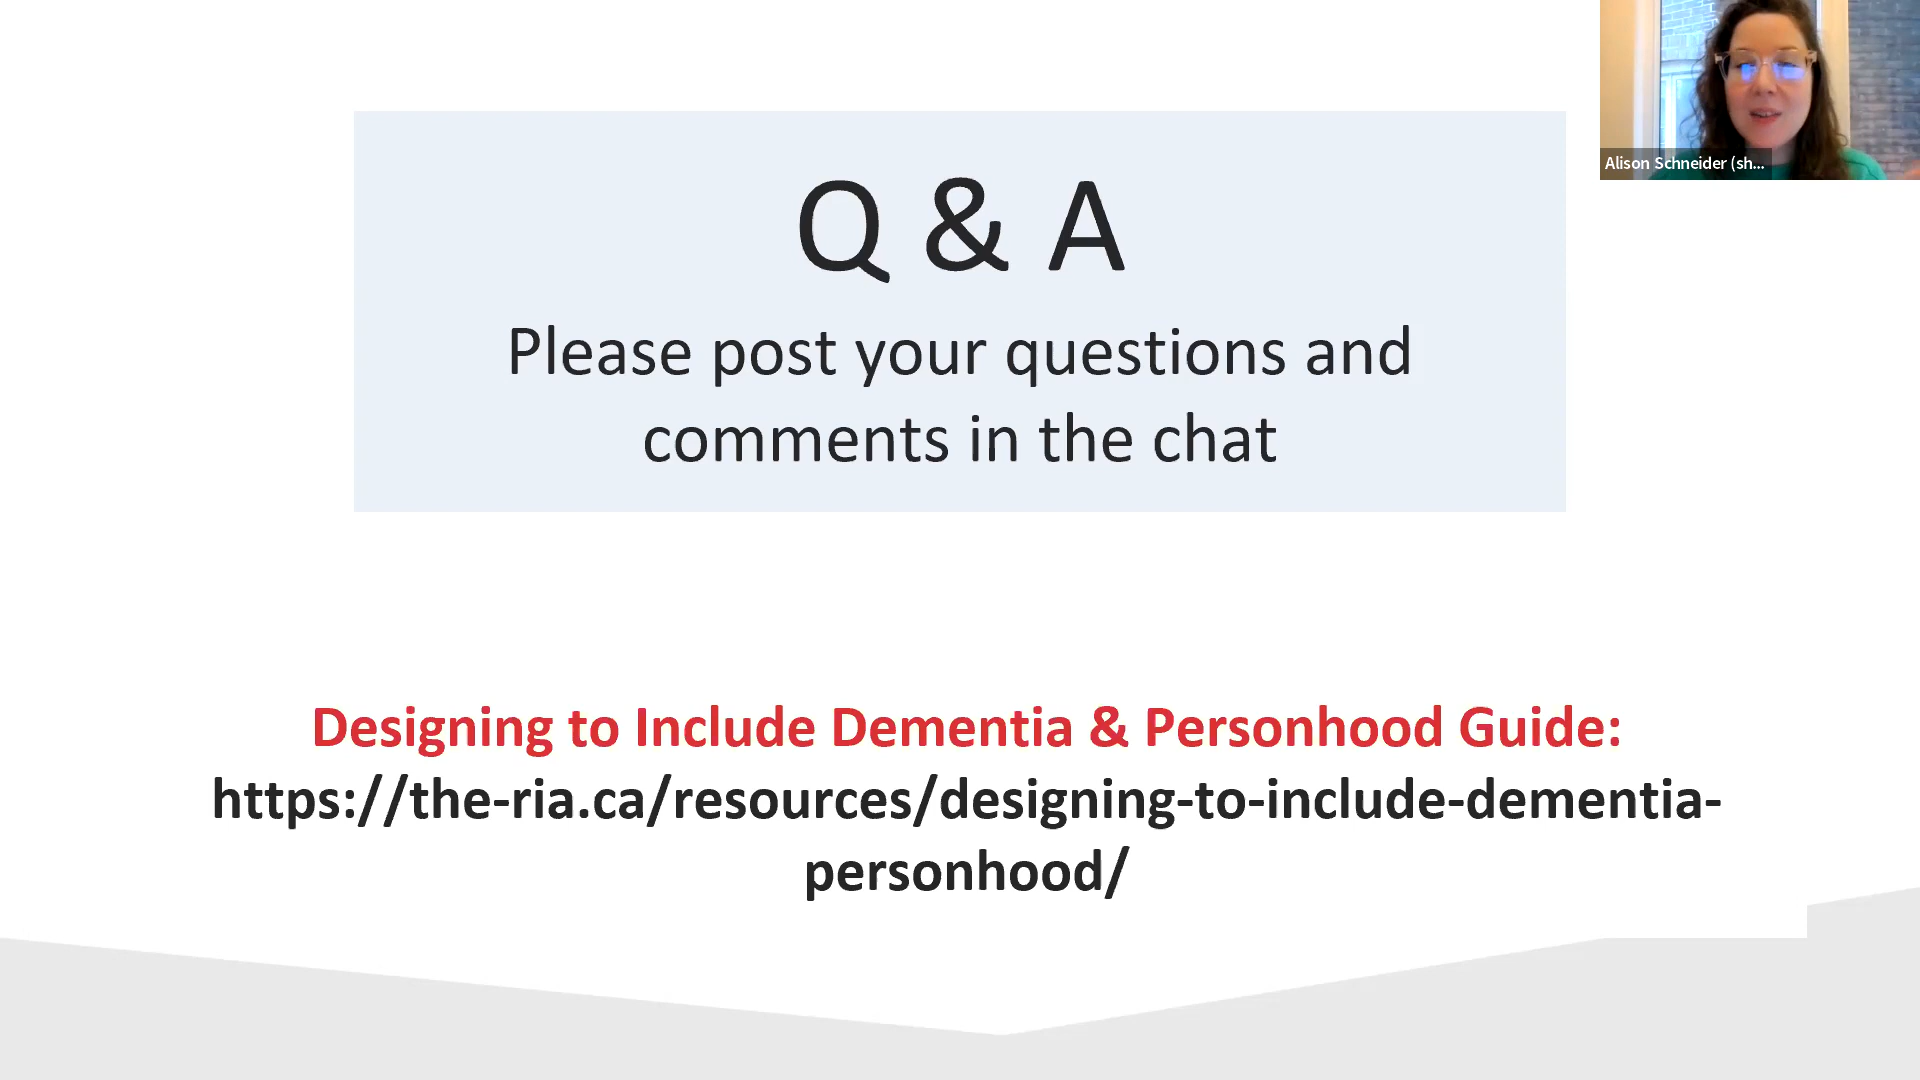 Q & A
Please post your questions and
comments in the chat
Alison Schneider (sh...
Designing to Include Dementia & Personhood Guide:
https://the-ria.ca/resources/designing-to-include-dementia-
personhood/